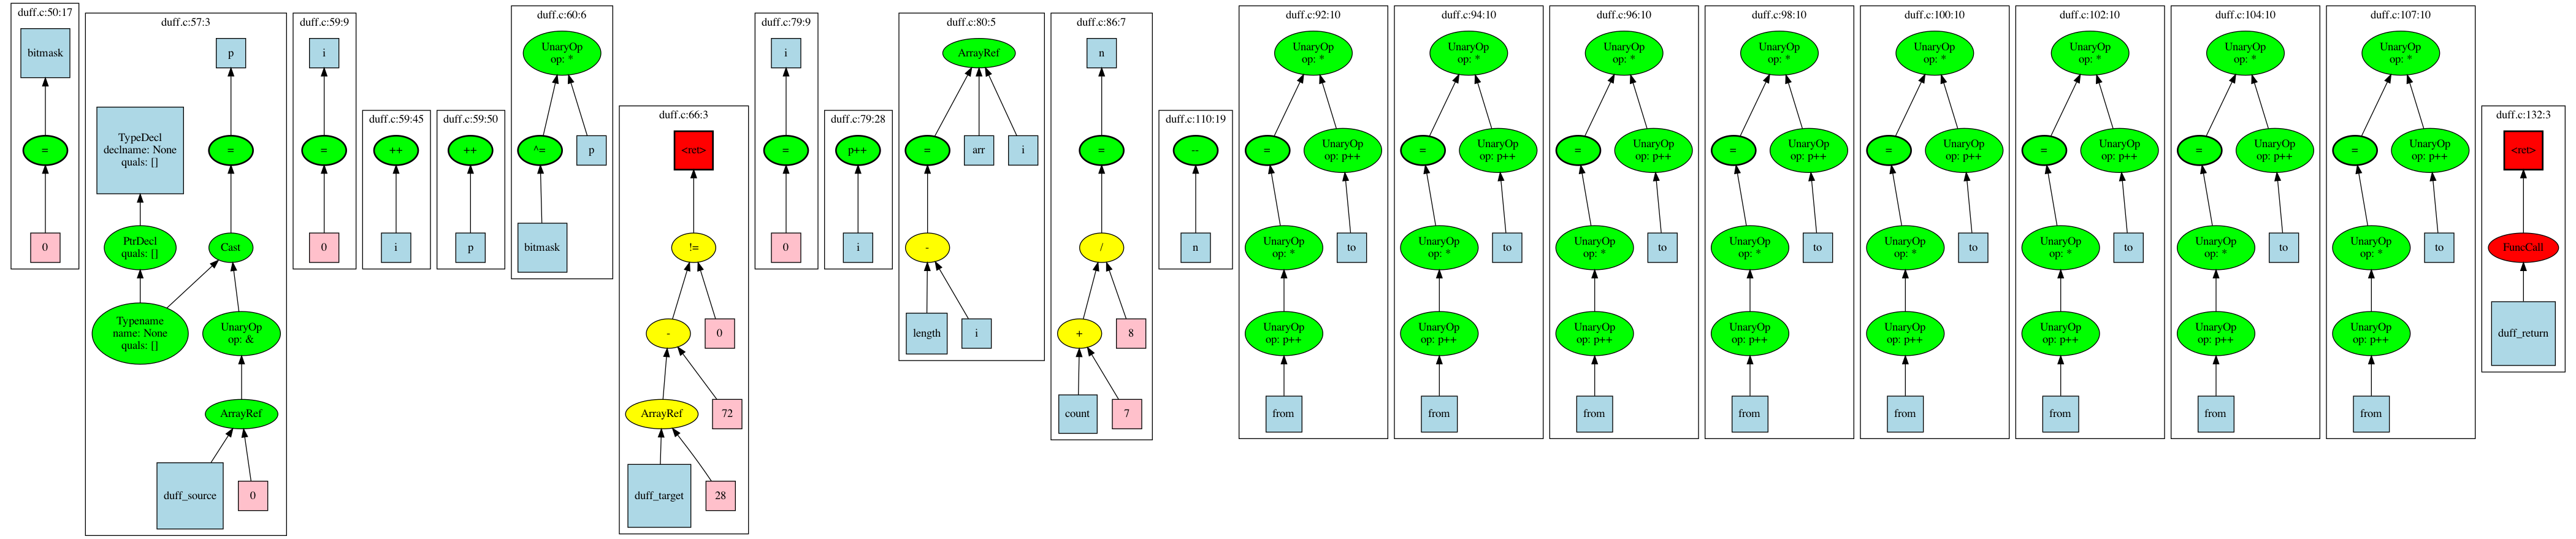 duff.c:50:17
bitmask
=
0
duff.c:57:3
p
TypeDecl
declname: None
quals: []
=
PtrDecl
quals: []
Cast
Typename
name: None
quals: []
UnaryOp
op: &
ArrayRef
duff_source
0
duff.c:59:9
i
=
0
duff.c:59:45
++
i
duff.c:59:50
++
p
duff.c:60:6
UnaryOp
op: *
^=
p
bitmask
duff.c:66:3
<ret>
!=
-
0
ArrayRef
72
duff_target
28
duff.c:79:9
i
=
0
duff.c:79:28
p++
i
duff.c:80:5
ArrayRef
=
arr
i
-
length
i
duff.c:86:7
n
=
/
+
8
count
7
duff.c:110:19
--
n
duff.c:92:10
UnaryOp
op: *
=
UnaryOp
op: p++
UnaryOp
op: *
to
UnaryOp
op: p++
from
duff.c:94:10
UnaryOp
op: *
=
UnaryOp
op: p++
UnaryOp
op: *
to
UnaryOp
op: p++
from
duff.c:96:10
UnaryOp
op: *
=
UnaryOp
op: p++
UnaryOp
op: *
to
UnaryOp
op: p++
from
duff.c:98:10
UnaryOp
op: *
=
UnaryOp
op: p++
UnaryOp
op: *
to
UnaryOp
op: p++
from
duff.c:100:10
UnaryOp
op: *
=
UnaryOp
op: p++
UnaryOp
op: *
to
UnaryOp
op: p++
from
duff.c:102:10
UnaryOp
op: *
=
UnaryOp
op: p++
UnaryOp
op: *
to
UnaryOp
op: p++
from
duff.c:104:10
UnaryOp
op: *
=
UnaryOp
op: p++
UnaryOp
op: *
to
UnaryOp
op: p++
from
duff.c:107:10
UnaryOp
op: *
=
UnaryOp
op: p++
UnaryOp
op: *
to
UnaryOp
op: p++
from
duff.c:132:3
<ret>
FuncCall
duff_return